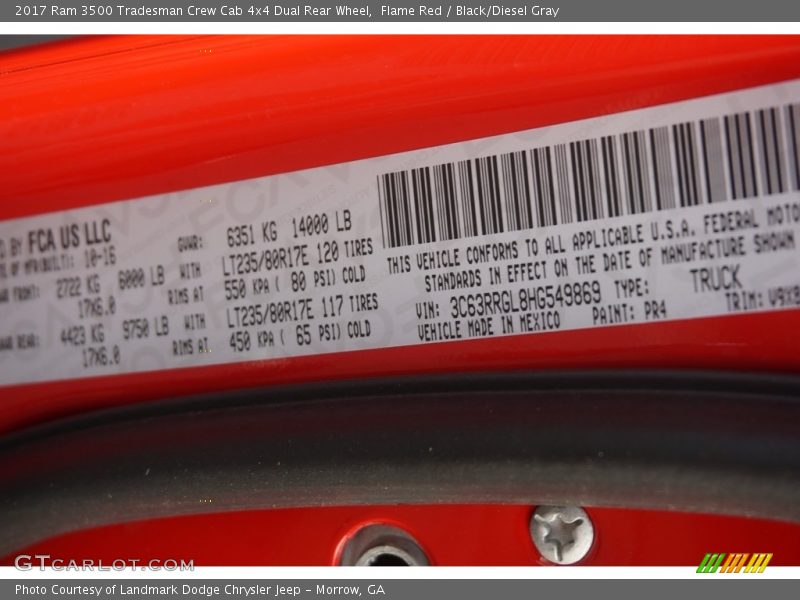 2017 Ram 3500 Tradesman Crew Cab 4x4 Dual Rear Wheel, Flame Red / Black/Diesel Gray
D BY FCA US LLC
OF MFR(BUILT): 10-16
GVWR: 6351 KG 14000 LB
FRONT: 2722 KG 6000 LB WITH LT235/80R17E 120 TIRES
17X6.0 RIMS AT 550 KPA ( 80 PSI) COLD
REAR: 4423 KG 9750 LB WITH LT235/80R17E 117 TIRES
17X6.0 RIMS AT 450 KPA ( 65 PSI) COLD
THIS VEHICLE CONFORMS TO ALL APPLICABLE U.S.A. FEDERAL MOTO
STANDARDS IN EFFECT ON THE DATE OF MANUFACTURE SHOWN
VIN: 3C63RRGL8HG549869 TYPE: TRUCK
VEHICLE MADE IN MEXICO PAINT: PR4 TRIM:
GTCARLOT.COM
Photo Courtesy of Landmark Dodge Chrysler Jeep – Morrow, GA